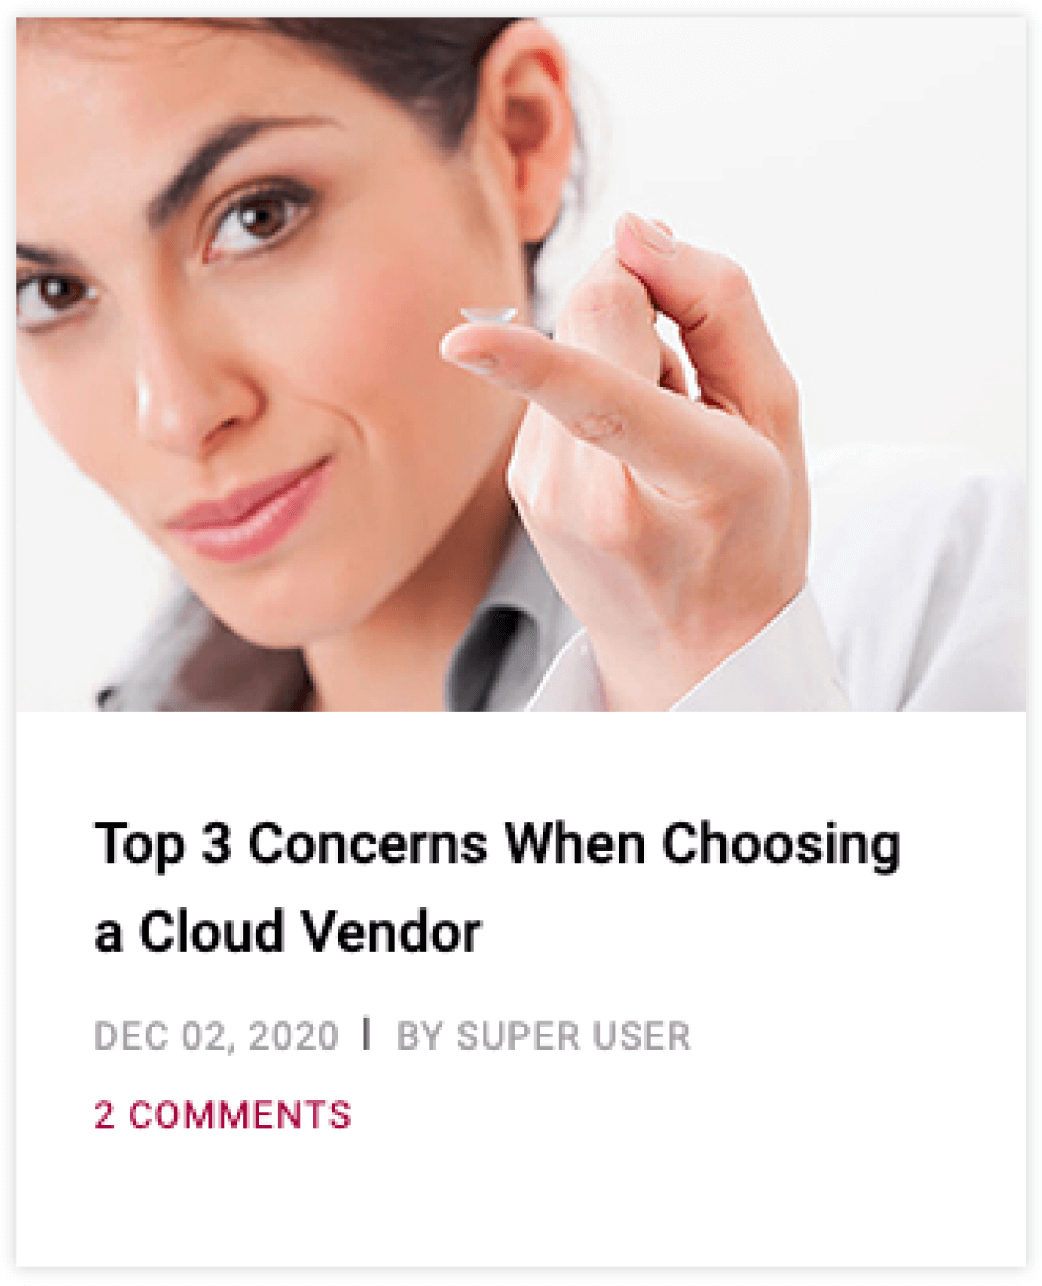 Top 3 Concerns When Choosing
a Cloud Vendor
DEC 02, 2020 | BY SUPER USER
2 COMMENTS